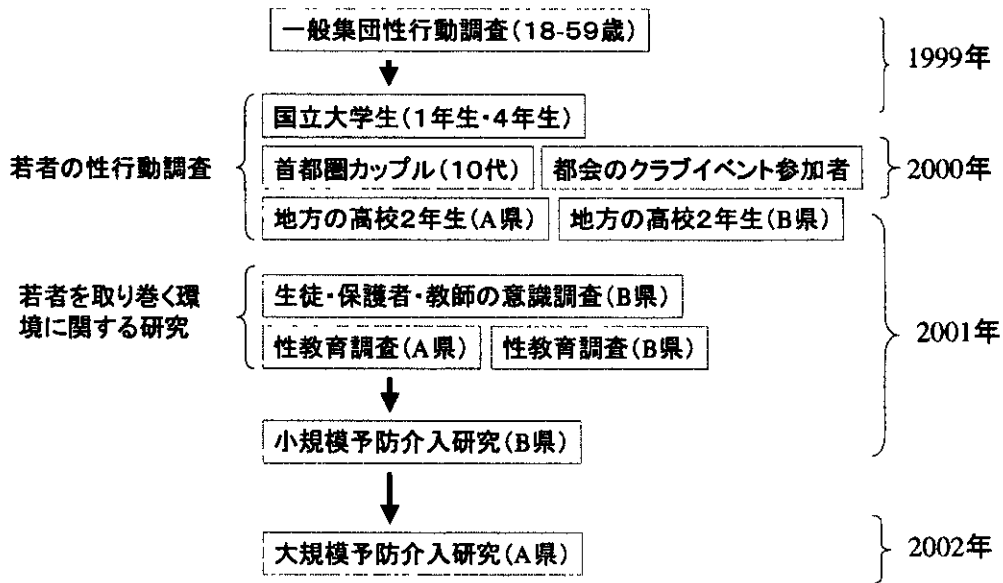 一般集団性行動調査(18-59歳)
1999年
国立大学生(1年生・4年生)
若者の性行動調査
首都圏カップル(10代)
都会のクラブイベント参加者
2000年
地方の高校2年生(A県)
地方の高校2年生(B県)
若者を取り巻く環
境に関する研究
生徒・保護者・教師の意識調査(B県)
性教育調査(A県)
性教育調査(B県)
2001年
小規模予防介入研究(B県)
大規模予防介入研究(A県)
2002年